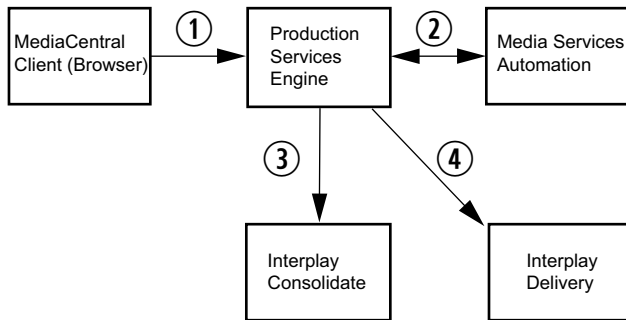 MediaCentral
Client (Browser)
①
Production
Services
Engine
②
Media Services
Automation
③
④
Interplay
Consolidate
Interplay
Delivery